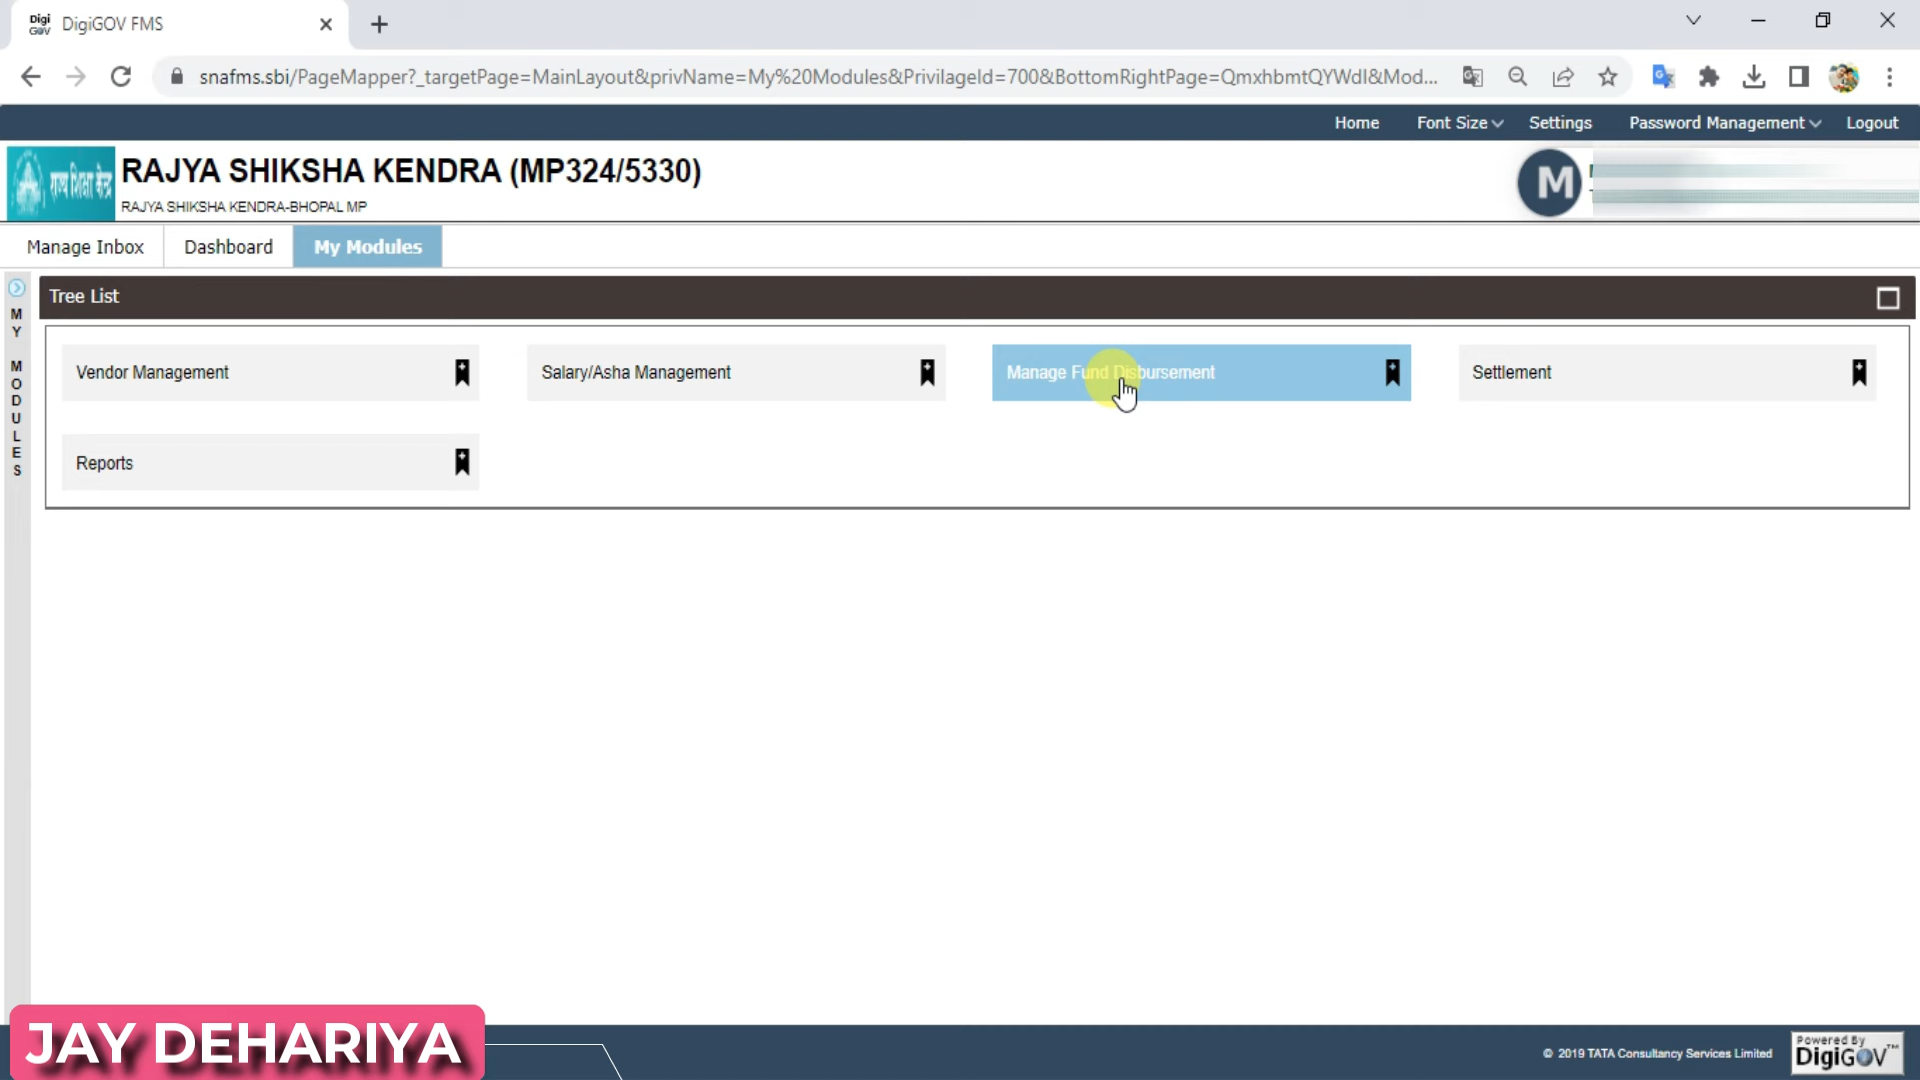 Digi
GOV
DigiGOV FMS
snafms.sbi/PageMapper?_targetPage=MainLayout&privName=My%20Modules&PrivilageId=700&BottomRightPage=QmxhbmtQYWdl&Mod...
Home
Font Size
Settings
Password Management
Logout
राज्य शिक्षा केन्द्र
RAJYA SHIKSHA KENDRA (MP324/5330)
RAJYA SHIKSHA KENDRA-BHOPAL MP
M
Manage Inbox
Dashboard
My Modules
MY MODULES
Tree List
Vendor Management
Salary/Asha Management
Manage Fund Disbursement
Settlement
Reports
JAY DEHARIYA
© 2019 TATA Consultancy Services Limited
Powered By
DigiGOV™